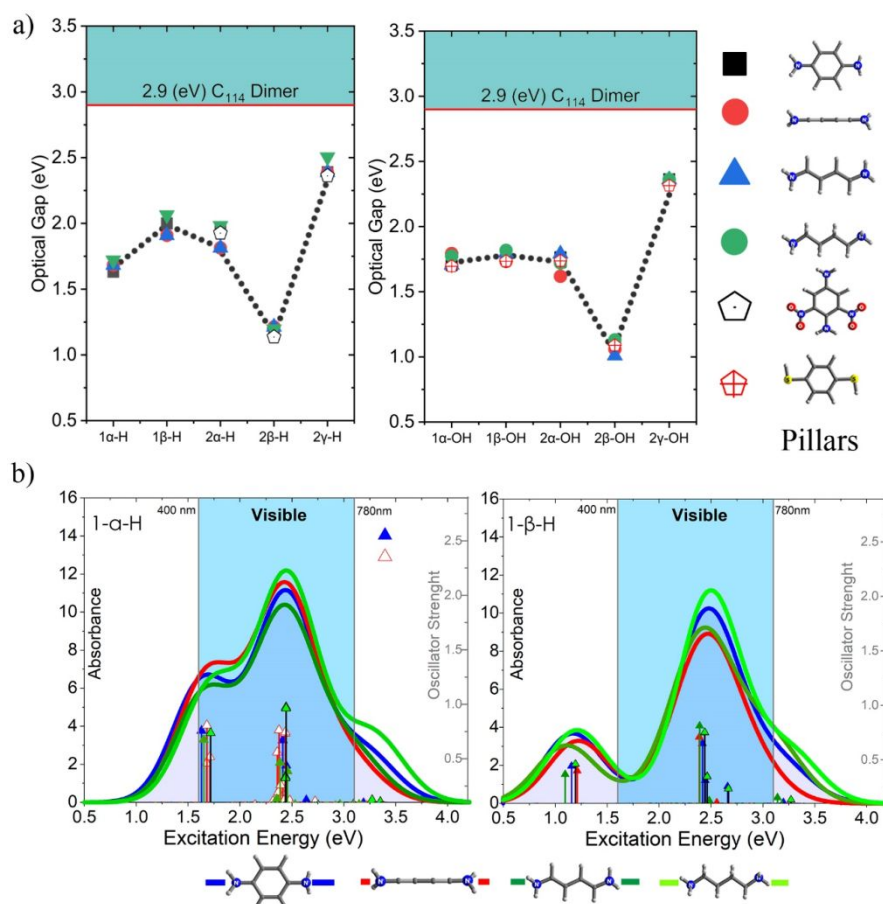 a)
3.5
3.0
2.5
2.0
1.5
1.0
0.5
Optical Gap (eV)
2.9 (eV) C114 Dimer
1α-H 1β-H 2α-H 2β-H 2γ-H
3.5
3.0
2.5
2.0
1.5
1.0
0.5
Optical Gap (eV)
2.9 (eV) C114 Dimer
1α-OH 1β-OH 2α-OH 2β-OH 2γ-OH
Pillars
b)
16
14
12
10
8
6
4
2
0
Absorbance
1-α-H
400 nm
Visible
780nm
2.5
2.0
1.5
1.0
0.5
Oscillator Strenght
0.5 1.0 1.5 2.0 2.5 3.0 3.5 4.0
Excitation Energy (eV)
16
14
12
10
8
6
4
2
0
Absorbance
1-β-H
400 nm
Visible
780nm
2.5
2.0
1.5
1.0
0.5
Oscillator Strenght
0.5 1.0 1.5 2.0 2.5 3.0 3.5 4.0
Excitation Energy (eV)